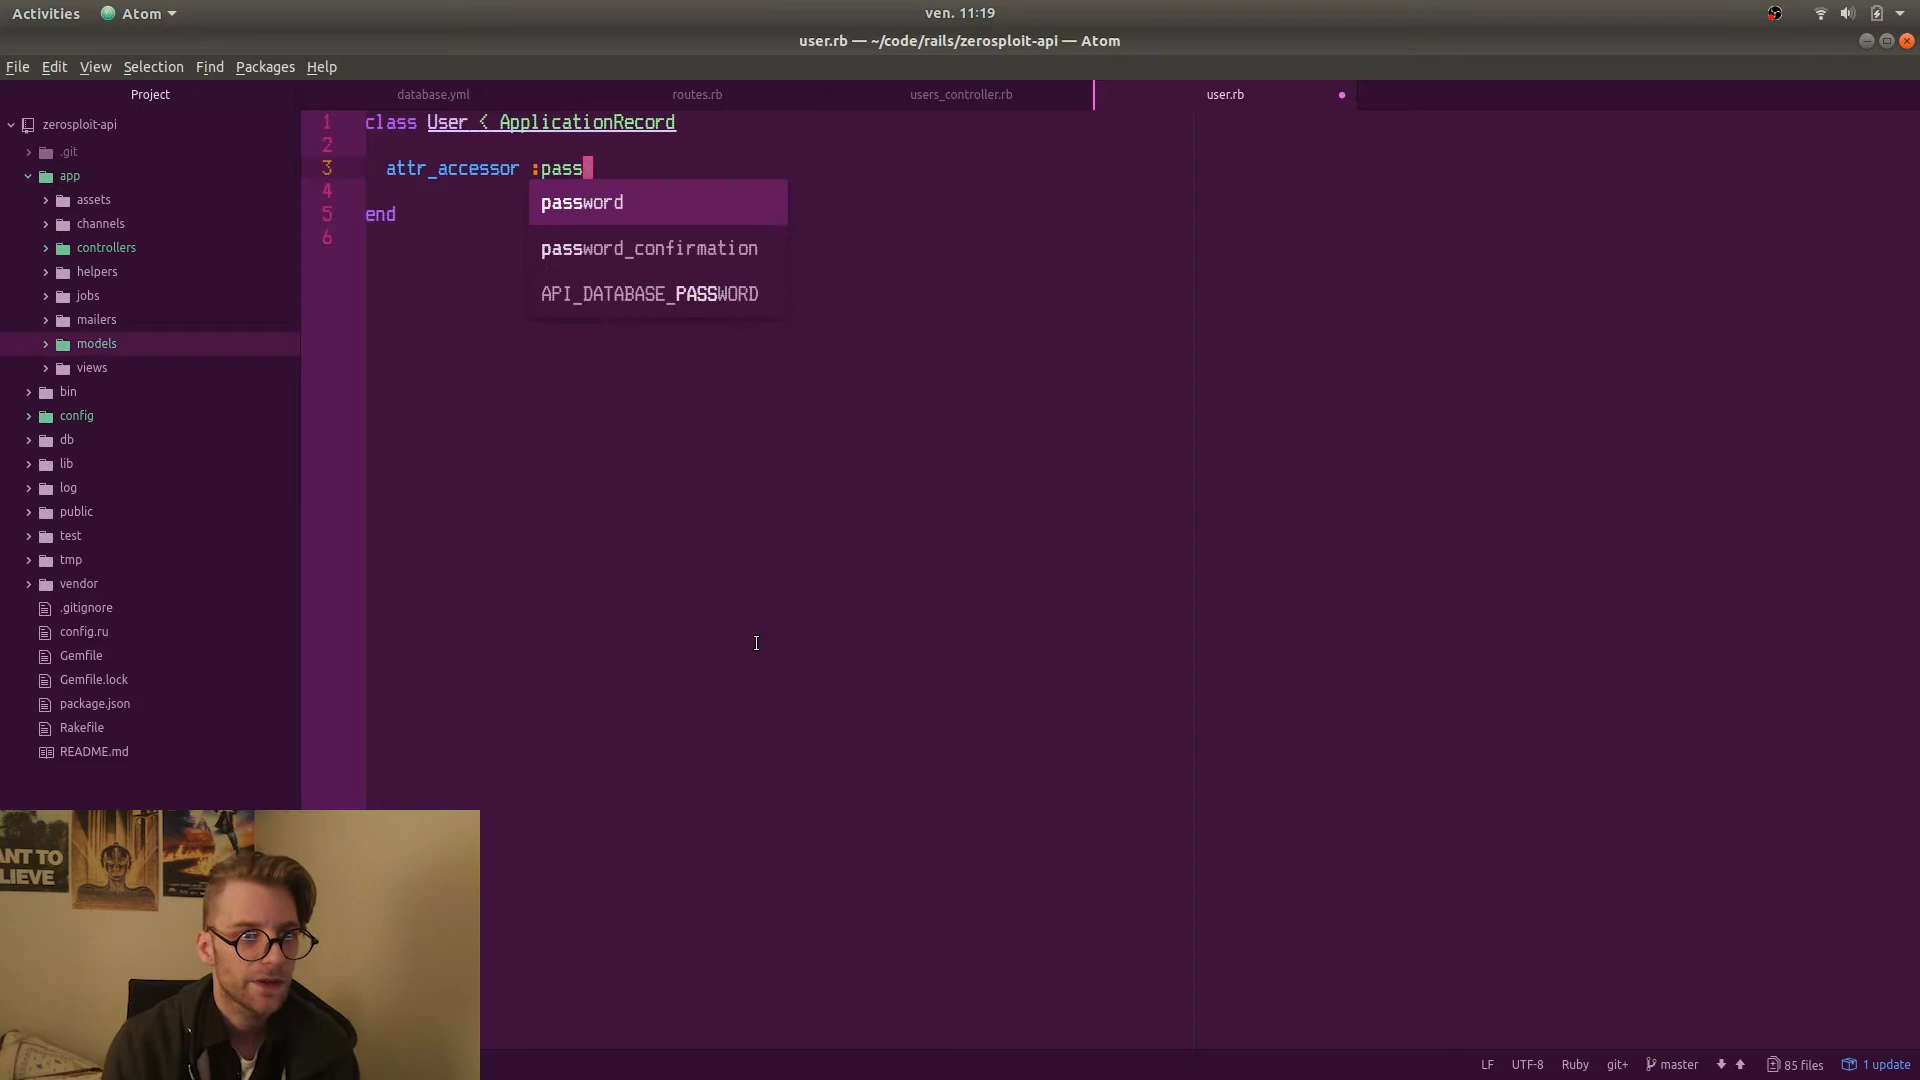 Activities Atom ven. 11:19
user.rb — ~/code/rails/zerosploit-api — Atom
File Edit View Selection Find Packages Help
Project database.yml routes.rb users_controller.rb user.rb
zerosploit-api
.git
app
assets
channels
controllers
helpers
jobs
mailers
models
views
bin
config
db
lib
log
public
test
tmp
vendor
.gitignore
config.ru
Gemfile
Gemfile.lock
package.json
Rakefile
README.md
1 class User < ApplicationRecord
2
3 attr_accessor :pass
4
5 end
6
password
password_confirmation
API_DATABASE_PASSWORD
ANT TO
LIEVE
LF UTF-8 Ruby git+ master 85 files 1 update